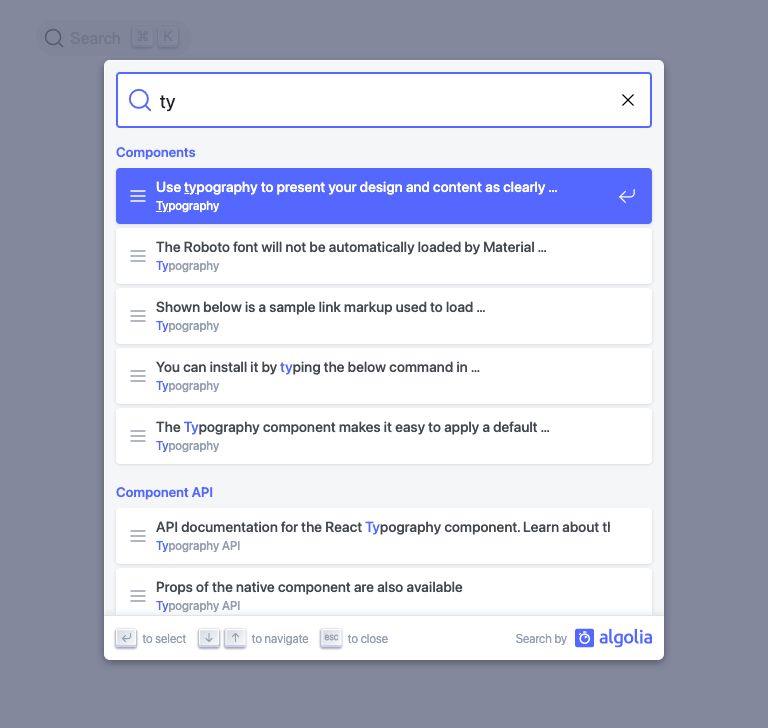 Search ⌘ K
ty
Components
Use typography to present your design and content as clearly ...
Typography
The Roboto font will not be automatically loaded by Material ...
Typography
Shown below is a sample link markup used to load ...
Typography
You can install it by typing the below command in ...
Typography
The Typography component makes it easy to apply a default ...
Typography
Component API
API documentation for the React Typography component. Learn about
Typography API
Props of the native component are also available
Typography API
to select to navigate esc to close Search by algolia